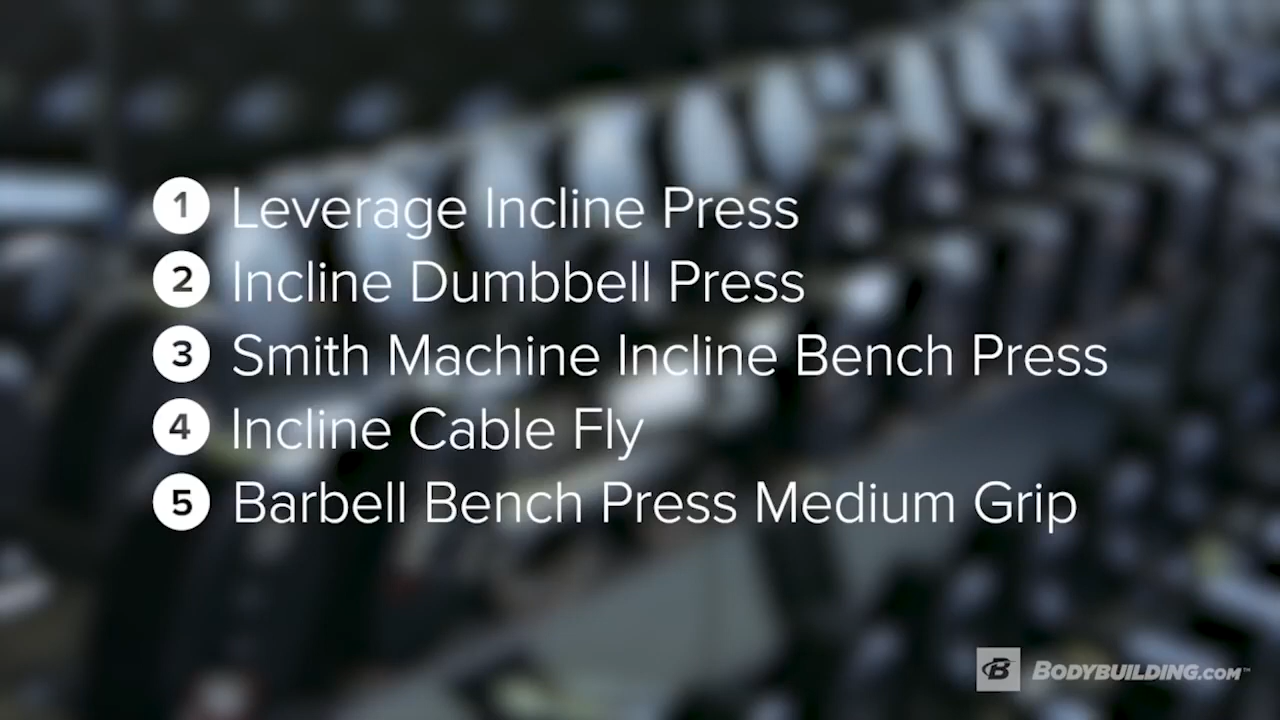 1 Leverage Incline Press
2 Incline Dumbbell Press
3 Smith Machine Incline Bench Press
4 Incline Cable Fly
5 Barbell Bench Press Medium Grip
B BODYBUILDING.COM™